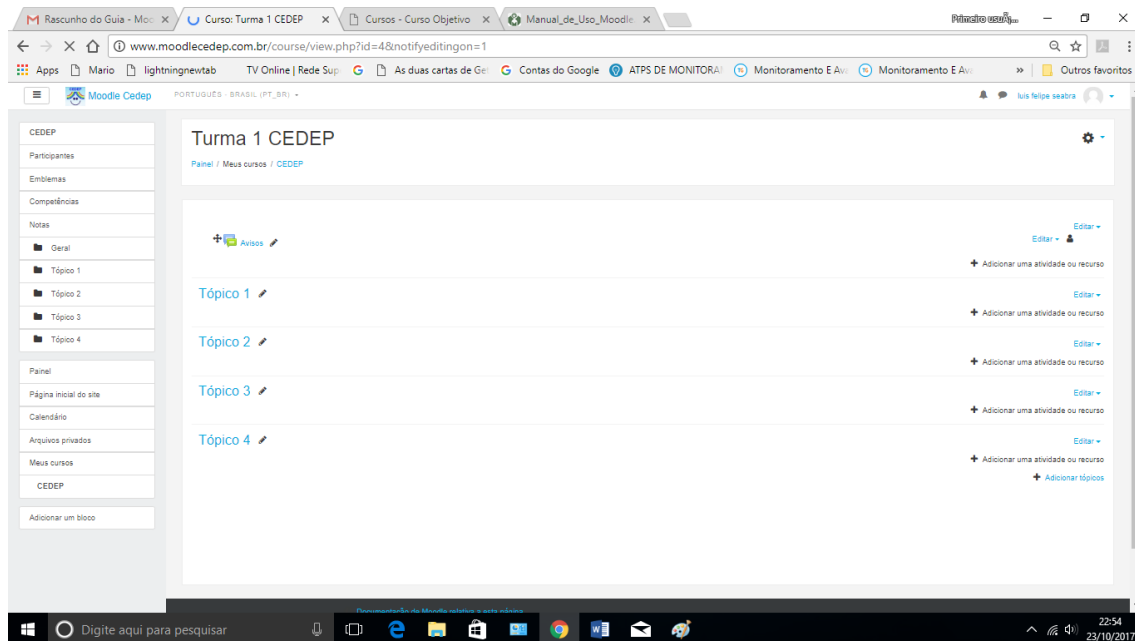 Rascunho do Guia - Moo
Curso: Turma 1 CEDEP
Cursos - Curso Objetivo
Manual_de_Uso_Moodle.
www.moodlecedep.com.br/course/view.php?id=4&notifyeditingon=1
Apps Mario lightningnewtab TV Online | Rede Sup As duas cartas de Ge Contas do Google ATPS DE MONITORA Monitoramento E Ava Monitoramento E Ava » Outros favoritos
Moodle Cedep PORTUGUÊS - BRASIL (PT_BR) luis felipe seabra
CEDEP
Participantes
Emblemas
Competências
Notas
Geral
Tópico 1
Tópico 2
Tópico 3
Tópico 4
Painel
Página inicial do site
Calendário
Arquivos privados
Meus cursos
CEDEP
Adicionar um bloco
Turma 1 CEDEP
Painel / Meus cursos / CEDEP
Editar
Avisos Editar
Adicionar uma atividade ou recurso
Tópico 1 Editar
Adicionar uma atividade ou recurso
Tópico 2 Editar
Adicionar uma atividade ou recurso
Tópico 3 Editar
Adicionar uma atividade ou recurso
Tópico 4 Editar
Adicionar uma atividade ou recurso
Adicionar tópicos
Documentação de Moodle relativa a esta página
Digite aqui para pesquisar
22:54
23/10/2017